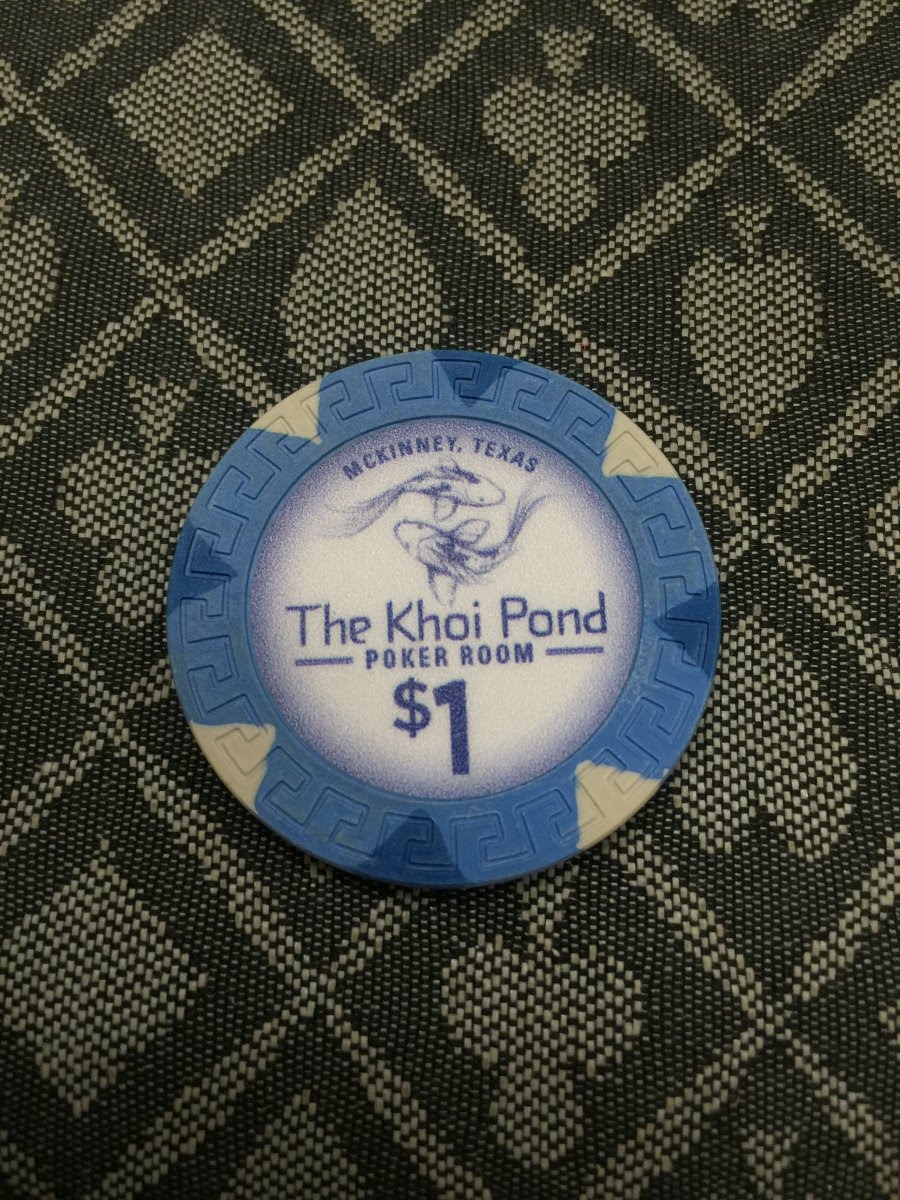 MCKINNEY, TEXAS
The Khoi Pond
POKER ROOM
$1